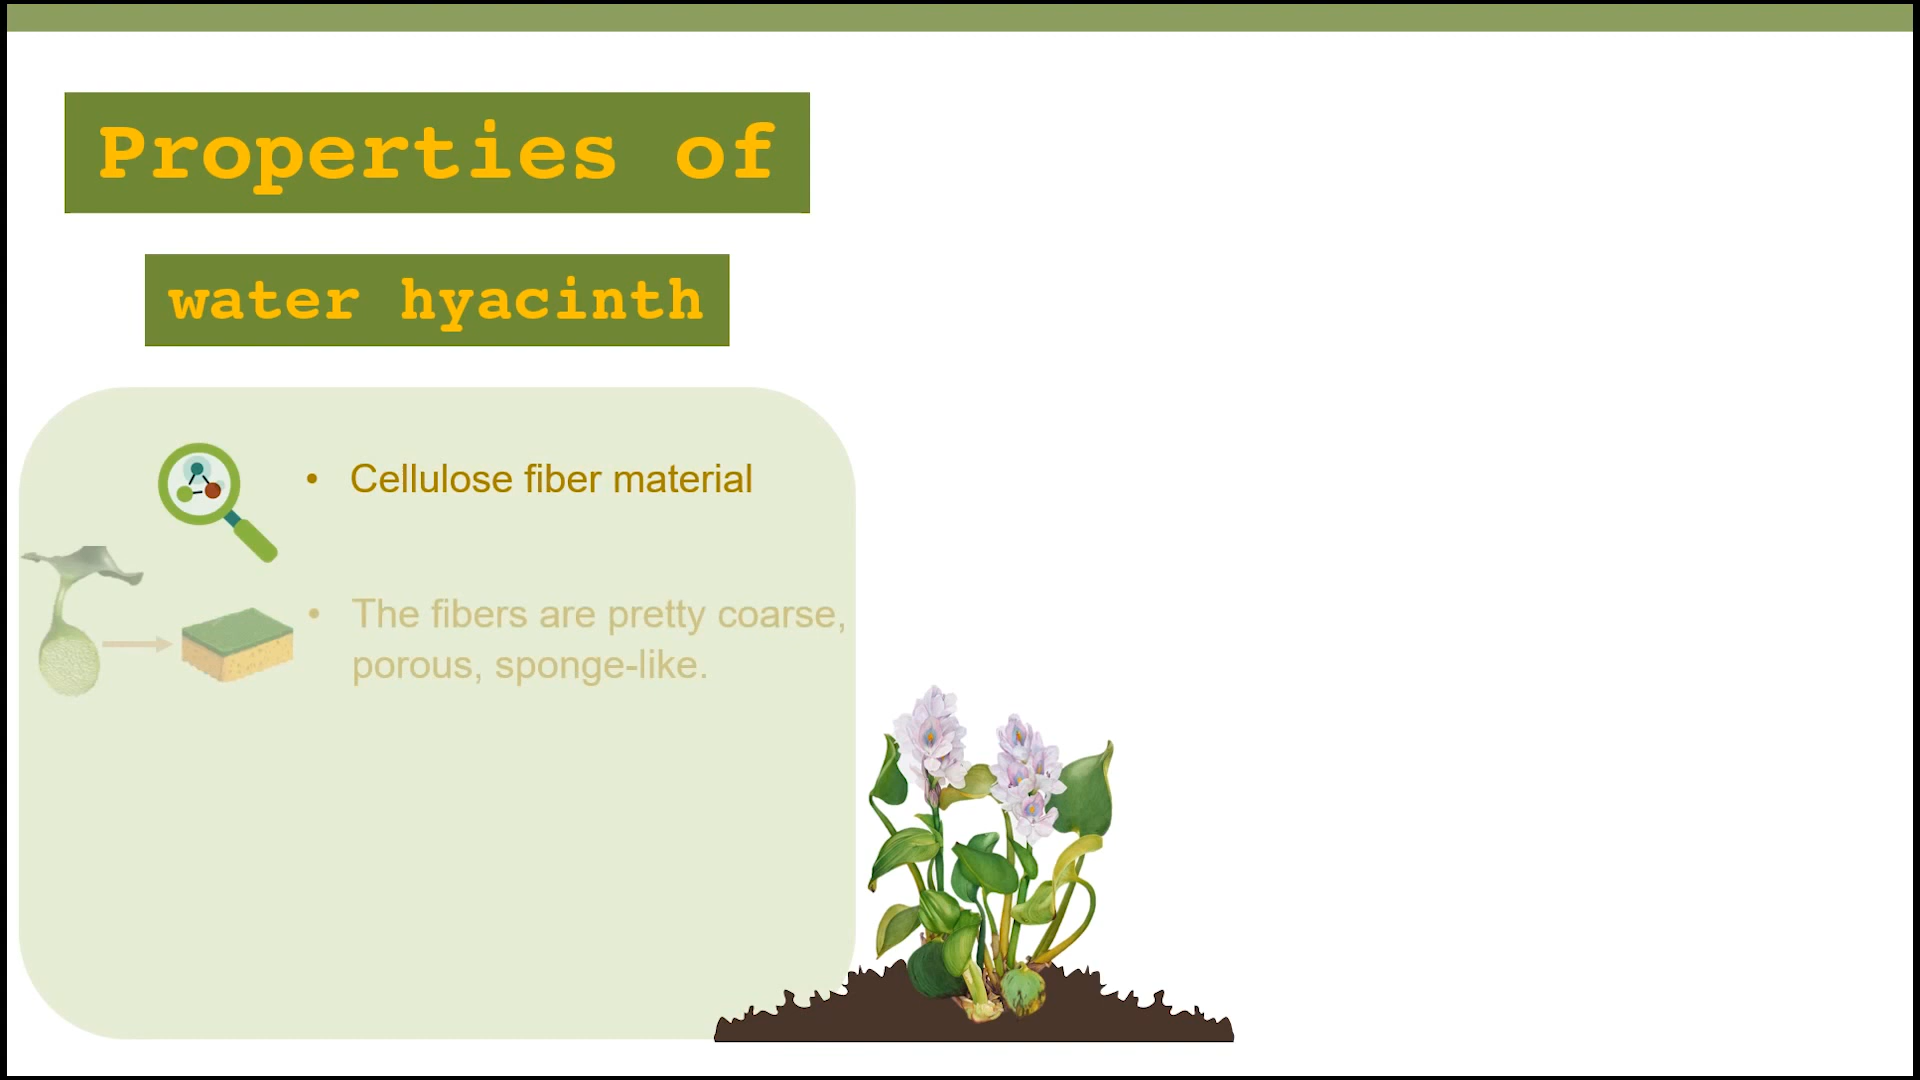 Properties of
water hyacinth
• Cellulose fiber material
• The fibers are pretty coarse,
porous, sponge-like.